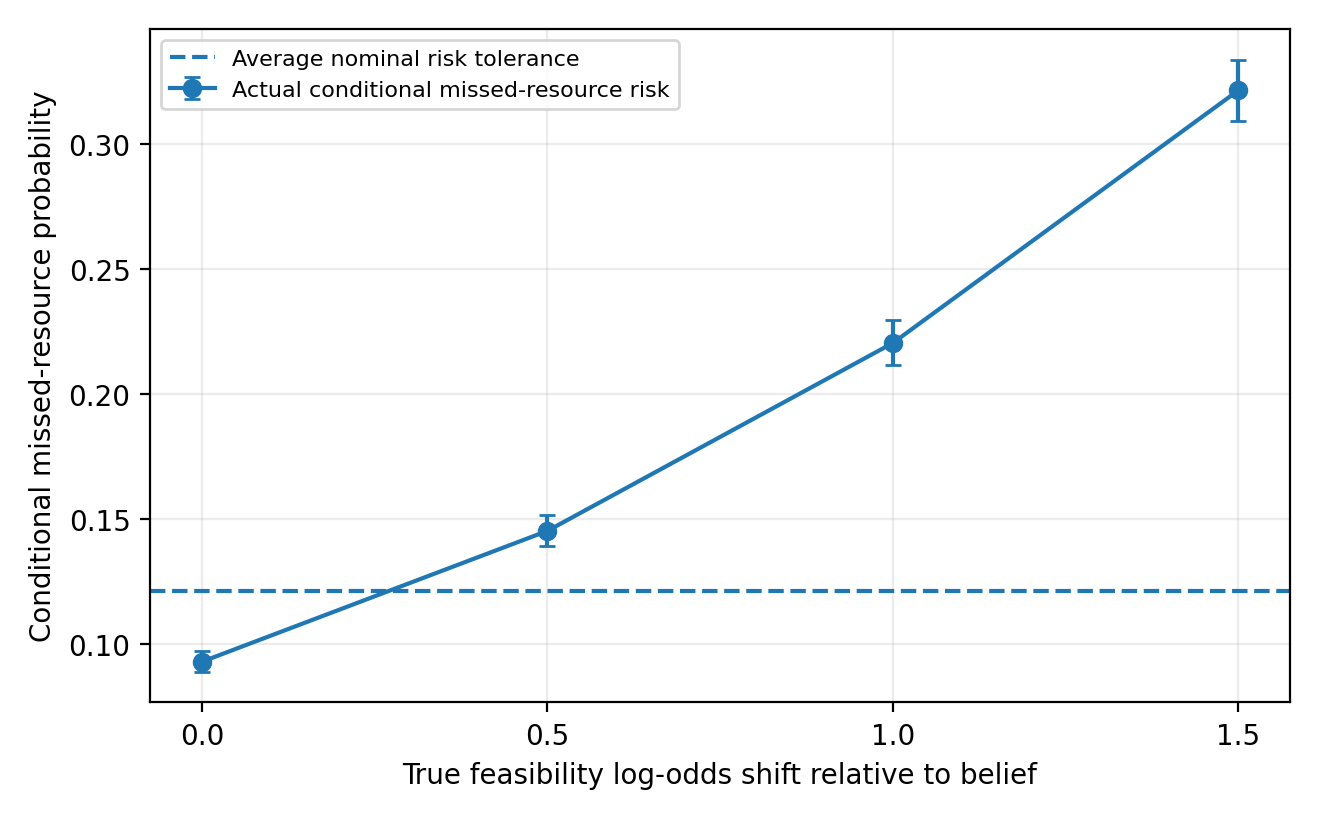 Average nominal risk tolerance
Actual conditional missed-resource risk
Conditional missed-resource probability
0.30
0.25
0.20
0.15
0.10
0.0
0.5
1.0
1.5
True feasibility log-odds shift relative to belief